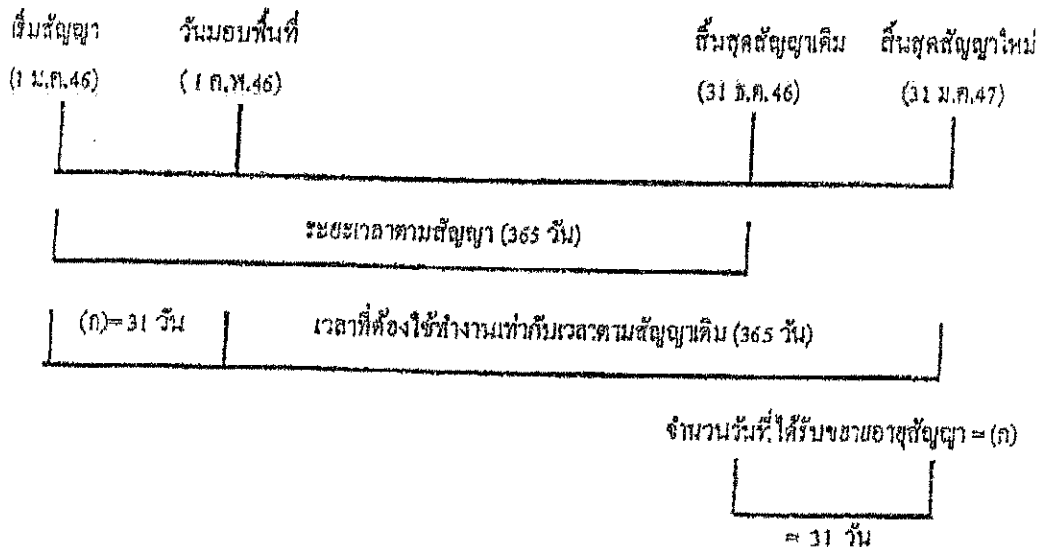 เริ่มสัญญา วันมอบพื้นที่ สิ้นสุดสัญญาเดิม สิ้นสุดสัญญาใหม่
(1 ม.ค.46) (1 ก.พ.46) (31 ธ.ค.46) (31 ม.ค.47)
ระยะเวลาตามสัญญา (365 วัน)
(ก)= 31 วัน เวลาที่ต้องใช้ทำงานเท่ากับเวลาตามสัญญาเดิม (365 วัน)
จำนวนวันที่ได้รับขยายอายุสัญญา = (ก)
= 31 วัน